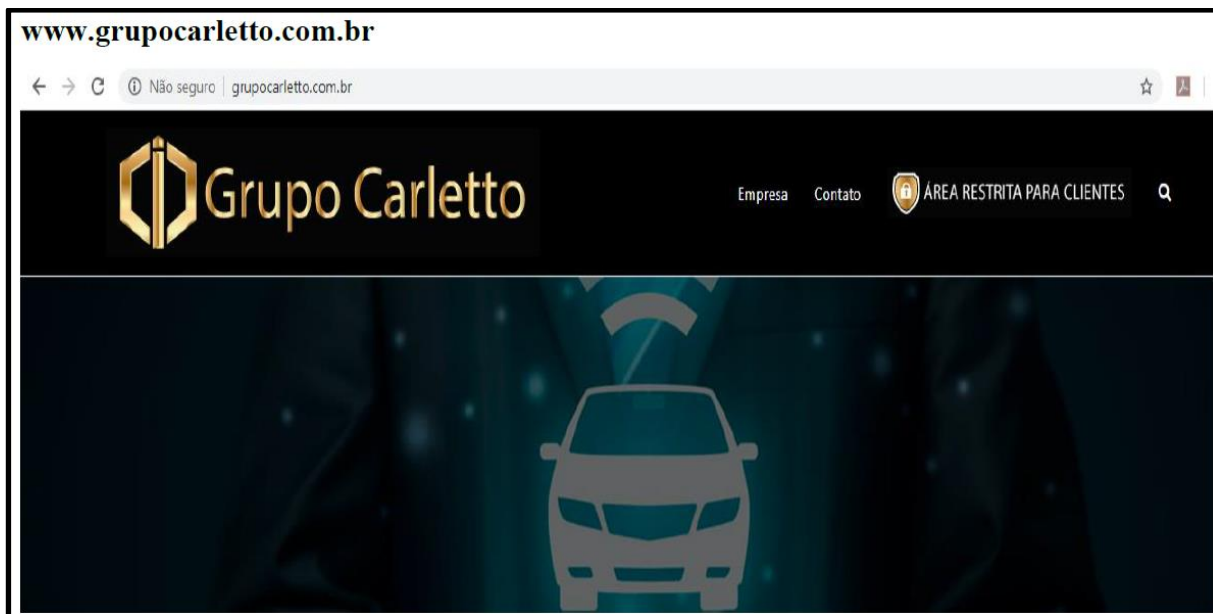 www.grupocarletto.com.br
Não seguro | grupocarletto.com.br
Grupo Carletto
Empresa Contato ÁREA RESTRITA PARA CLIENTES